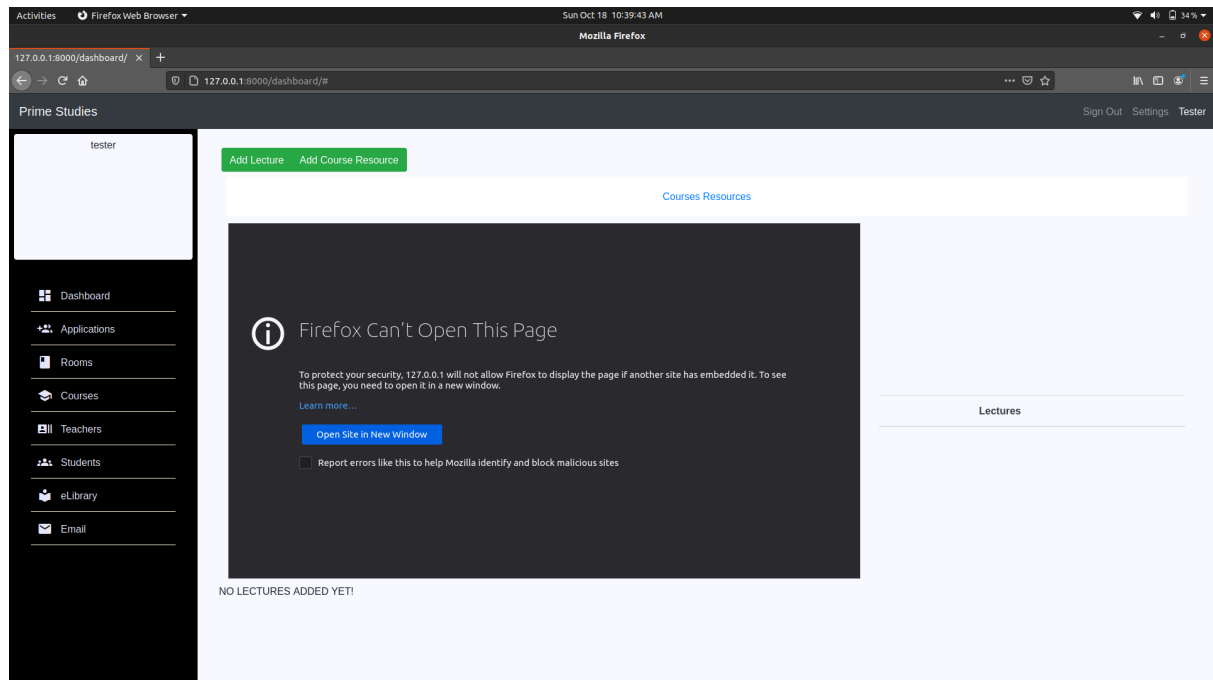 Activities Firefox Web Browser Sun Oct 18 10:39:43 AM 34 %
Mozilla Firefox
127.0.0.1:8000/dashboard/
127.0.0.1:8000/dashboard/#
Prime Studies Sign Out Settings Tester
tester
Add Lecture Add Course Resource
Courses Resources
Dashboard
Applications
Rooms
Courses
Teachers
Students
eLibrary
Email
Firefox Can't Open This Page
To protect your security, 127.0.0.1 will not allow Firefox to display the page if another site has embedded it. To see
this page, you need to open it in a new window.
Learn more…
Open Site in New Window
Report errors like this to help Mozilla identify and block malicious sites
Lectures
NO LECTURES ADDED YET!